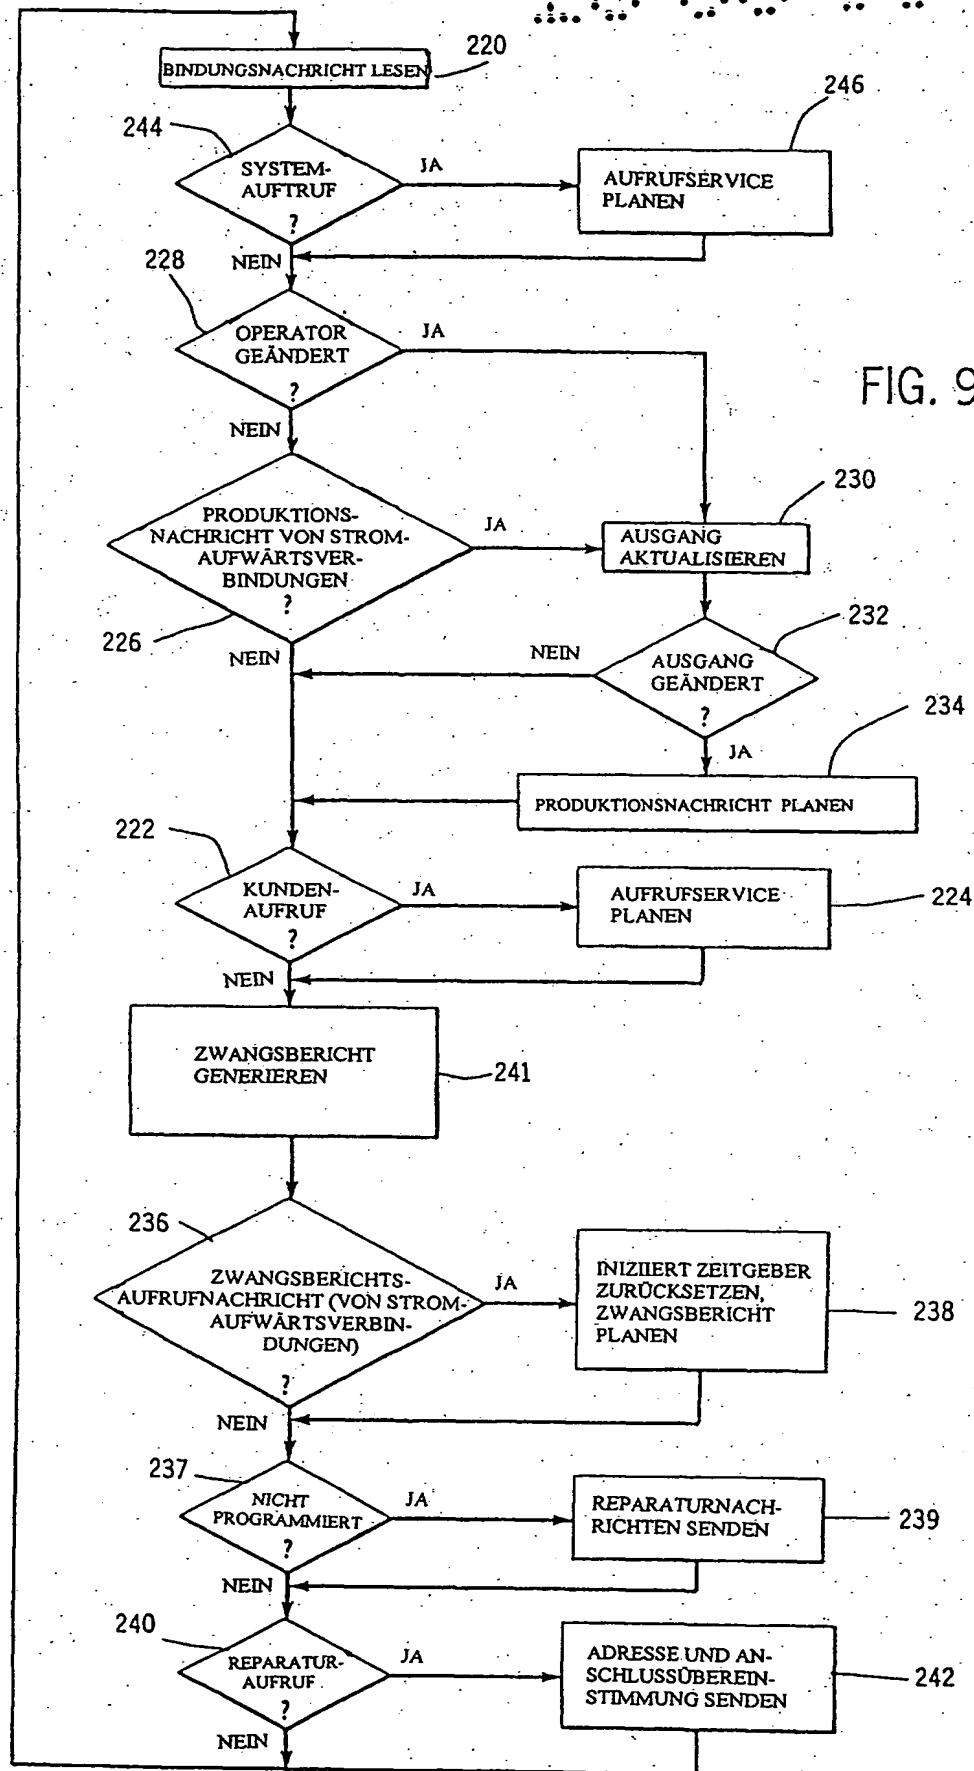 220
BINDUNGSNACHRICHT LESEN
244
SYSTEM-
AUFTRUF
?
JA
246
AUFRUFSERVICE
PLANEN
NEIN
228
OPERATOR
GEÄNDERT
?
JA
FIG. 9
NEIN
PRODUKTIONS-
NACHRICHT VON STROM-
AUFWÄRTSVER-
BINDUNGEN
?
JA
226
230
AUSGANG
AKTUALISIEREN
232
NEIN
NEIN
AUSGANG
GEÄNDERT
?
JA
234
PRODUKTIONSNACHRICHT PLANEN
222
KUNDEN-
AUFRUF
?
JA
AUFRUFSERVICE
PLANEN
224
NEIN
ZWANGSBERICHT
GENERIEREN
241
236
ZWANGSBERICHTS-
AUFRUFNACHRICHT (VON STROM-
AUFWÄRTSVERBIN-
DUNGEN)
?
JA
INIZIIERT ZEITGEBER
ZURÜCKSETZEN,
ZWANGSBERICHT
PLANEN
238
NEIN
237
NICHT
PROGRAMMIERT
?
JA
REPARATURNACH-
RICHTEN SENDEN
239
NEIN
240
REPARATUR-
AUFRUF
?
JA
ADRESSE UND AN-
SCHLUSSÜBEREIN-
STIMMUNG SENDEN
242
NEIN